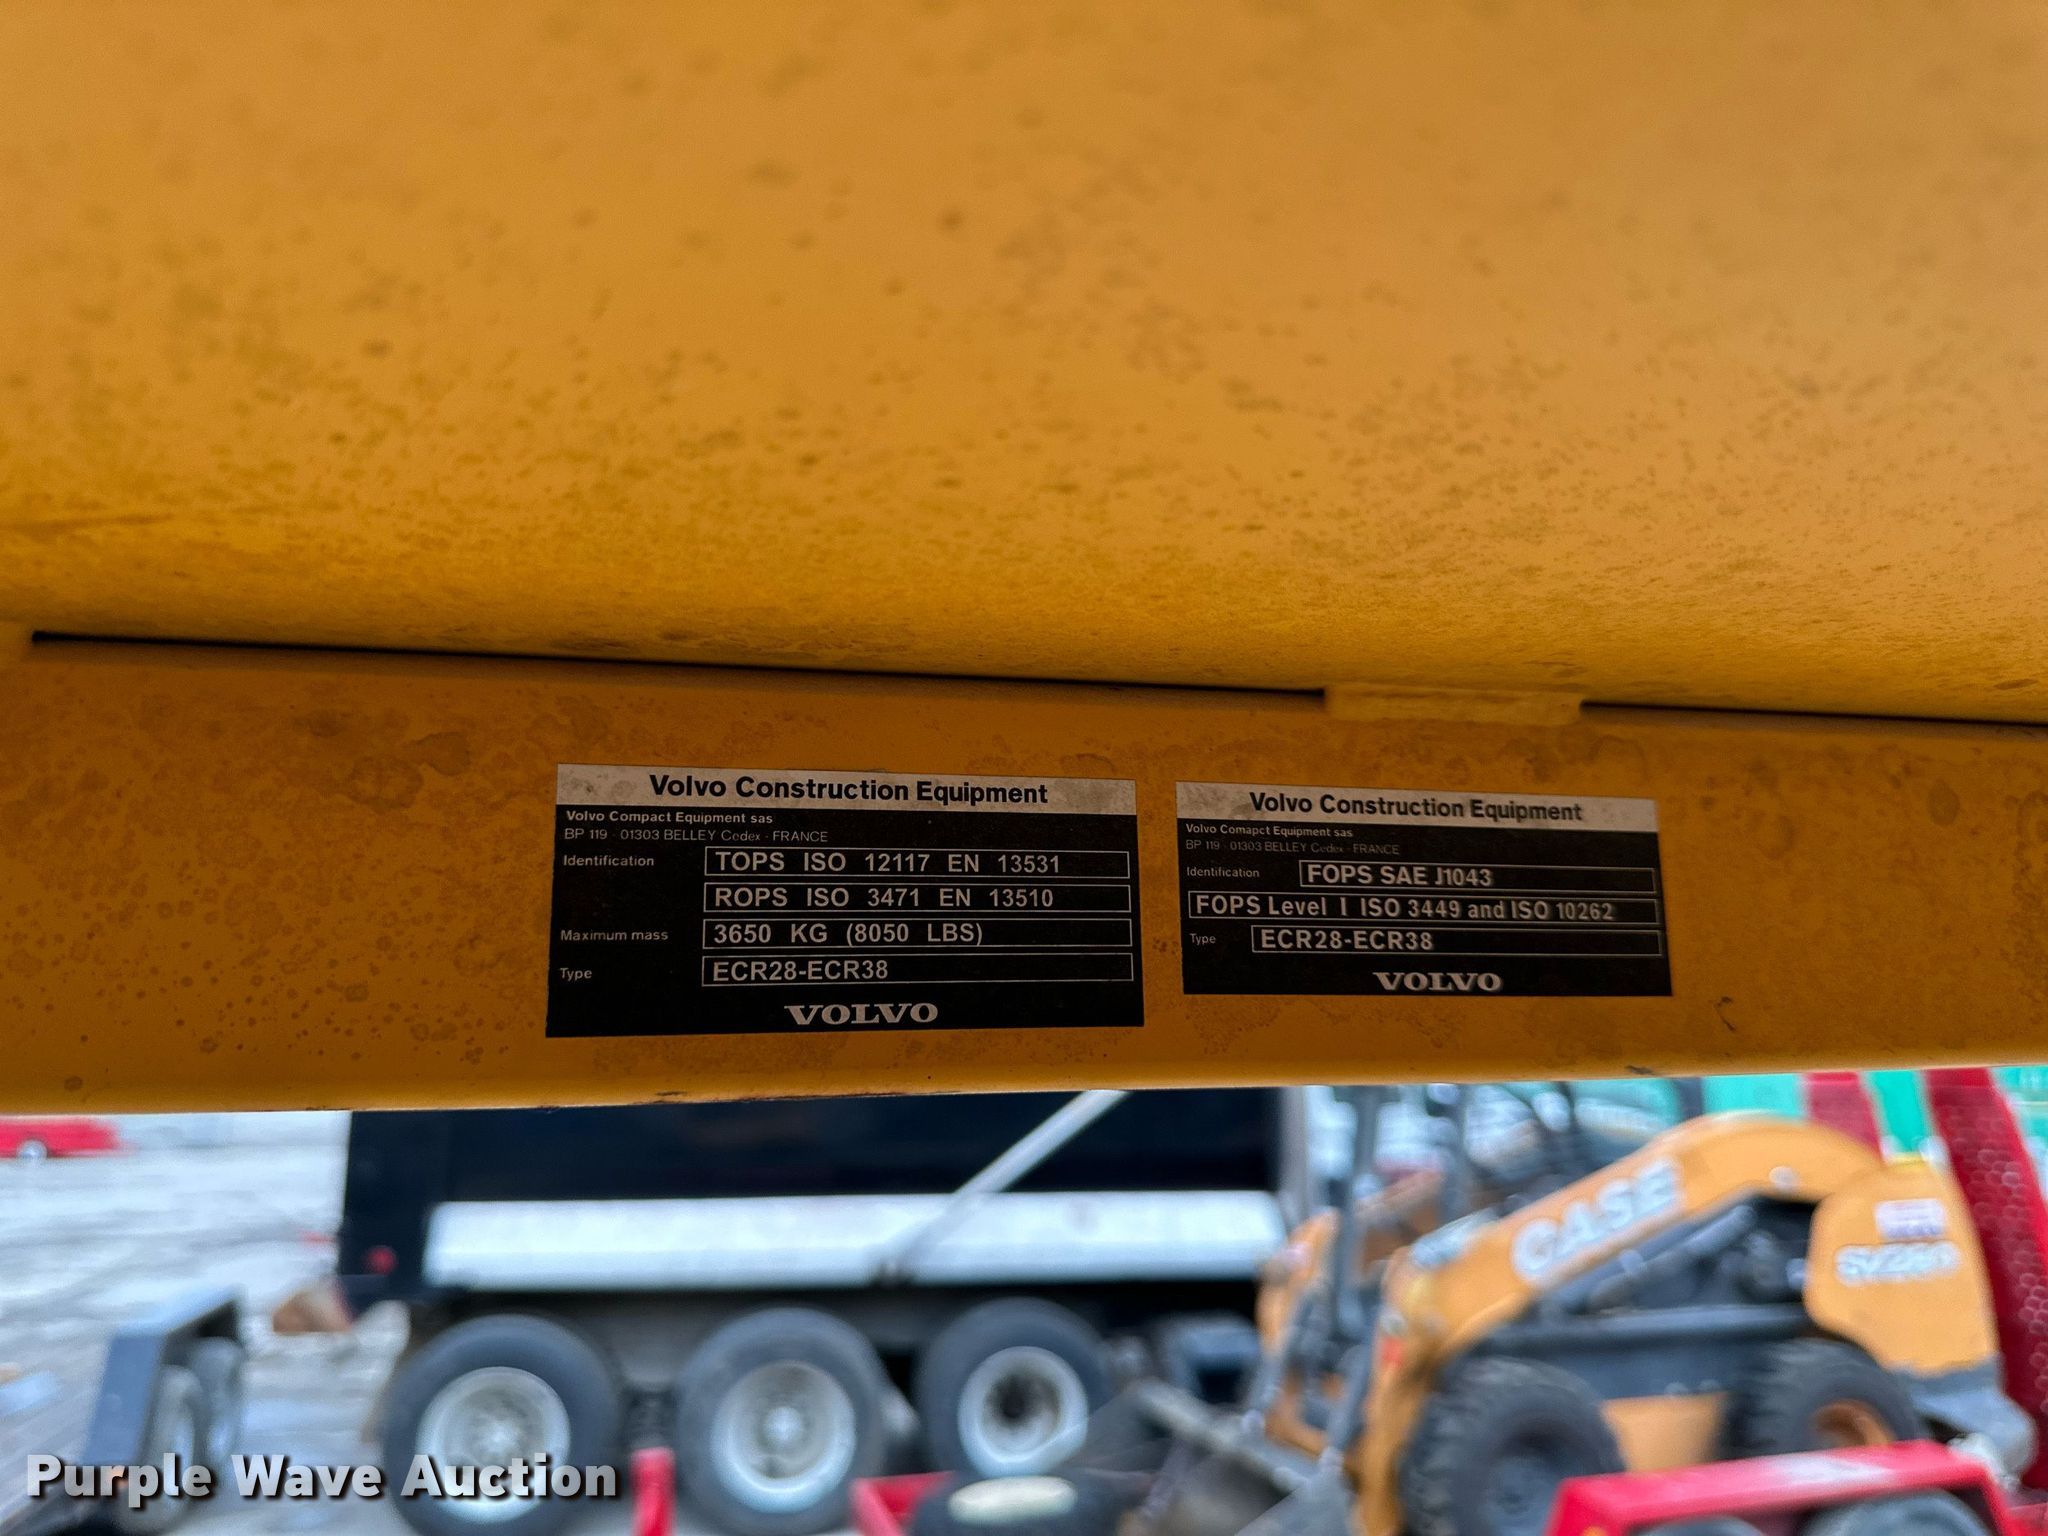 Volvo Construction Equipment
Volvo Compact Equipment sas
BP 119 - 01303 BELLEY Cedex - FRANCE
Identification TOPS ISO 12117 EN 13531
ROPS ISO 3471 EN 13510
Maximum mass 3650 KG (8050 LBS)
Type ECR28-ECR38
VOLVO
Volvo Construction Equipment
Volvo Comapct Equipment sas
BP 119 - 01303 BELLEY Cedex - FRANCE
Identification FOPS SAE J1043
FOPS Level I ISO 3449 and ISO 10262
Type ECR28-ECR38
VOLVO
CASE
Purple Wave Auction